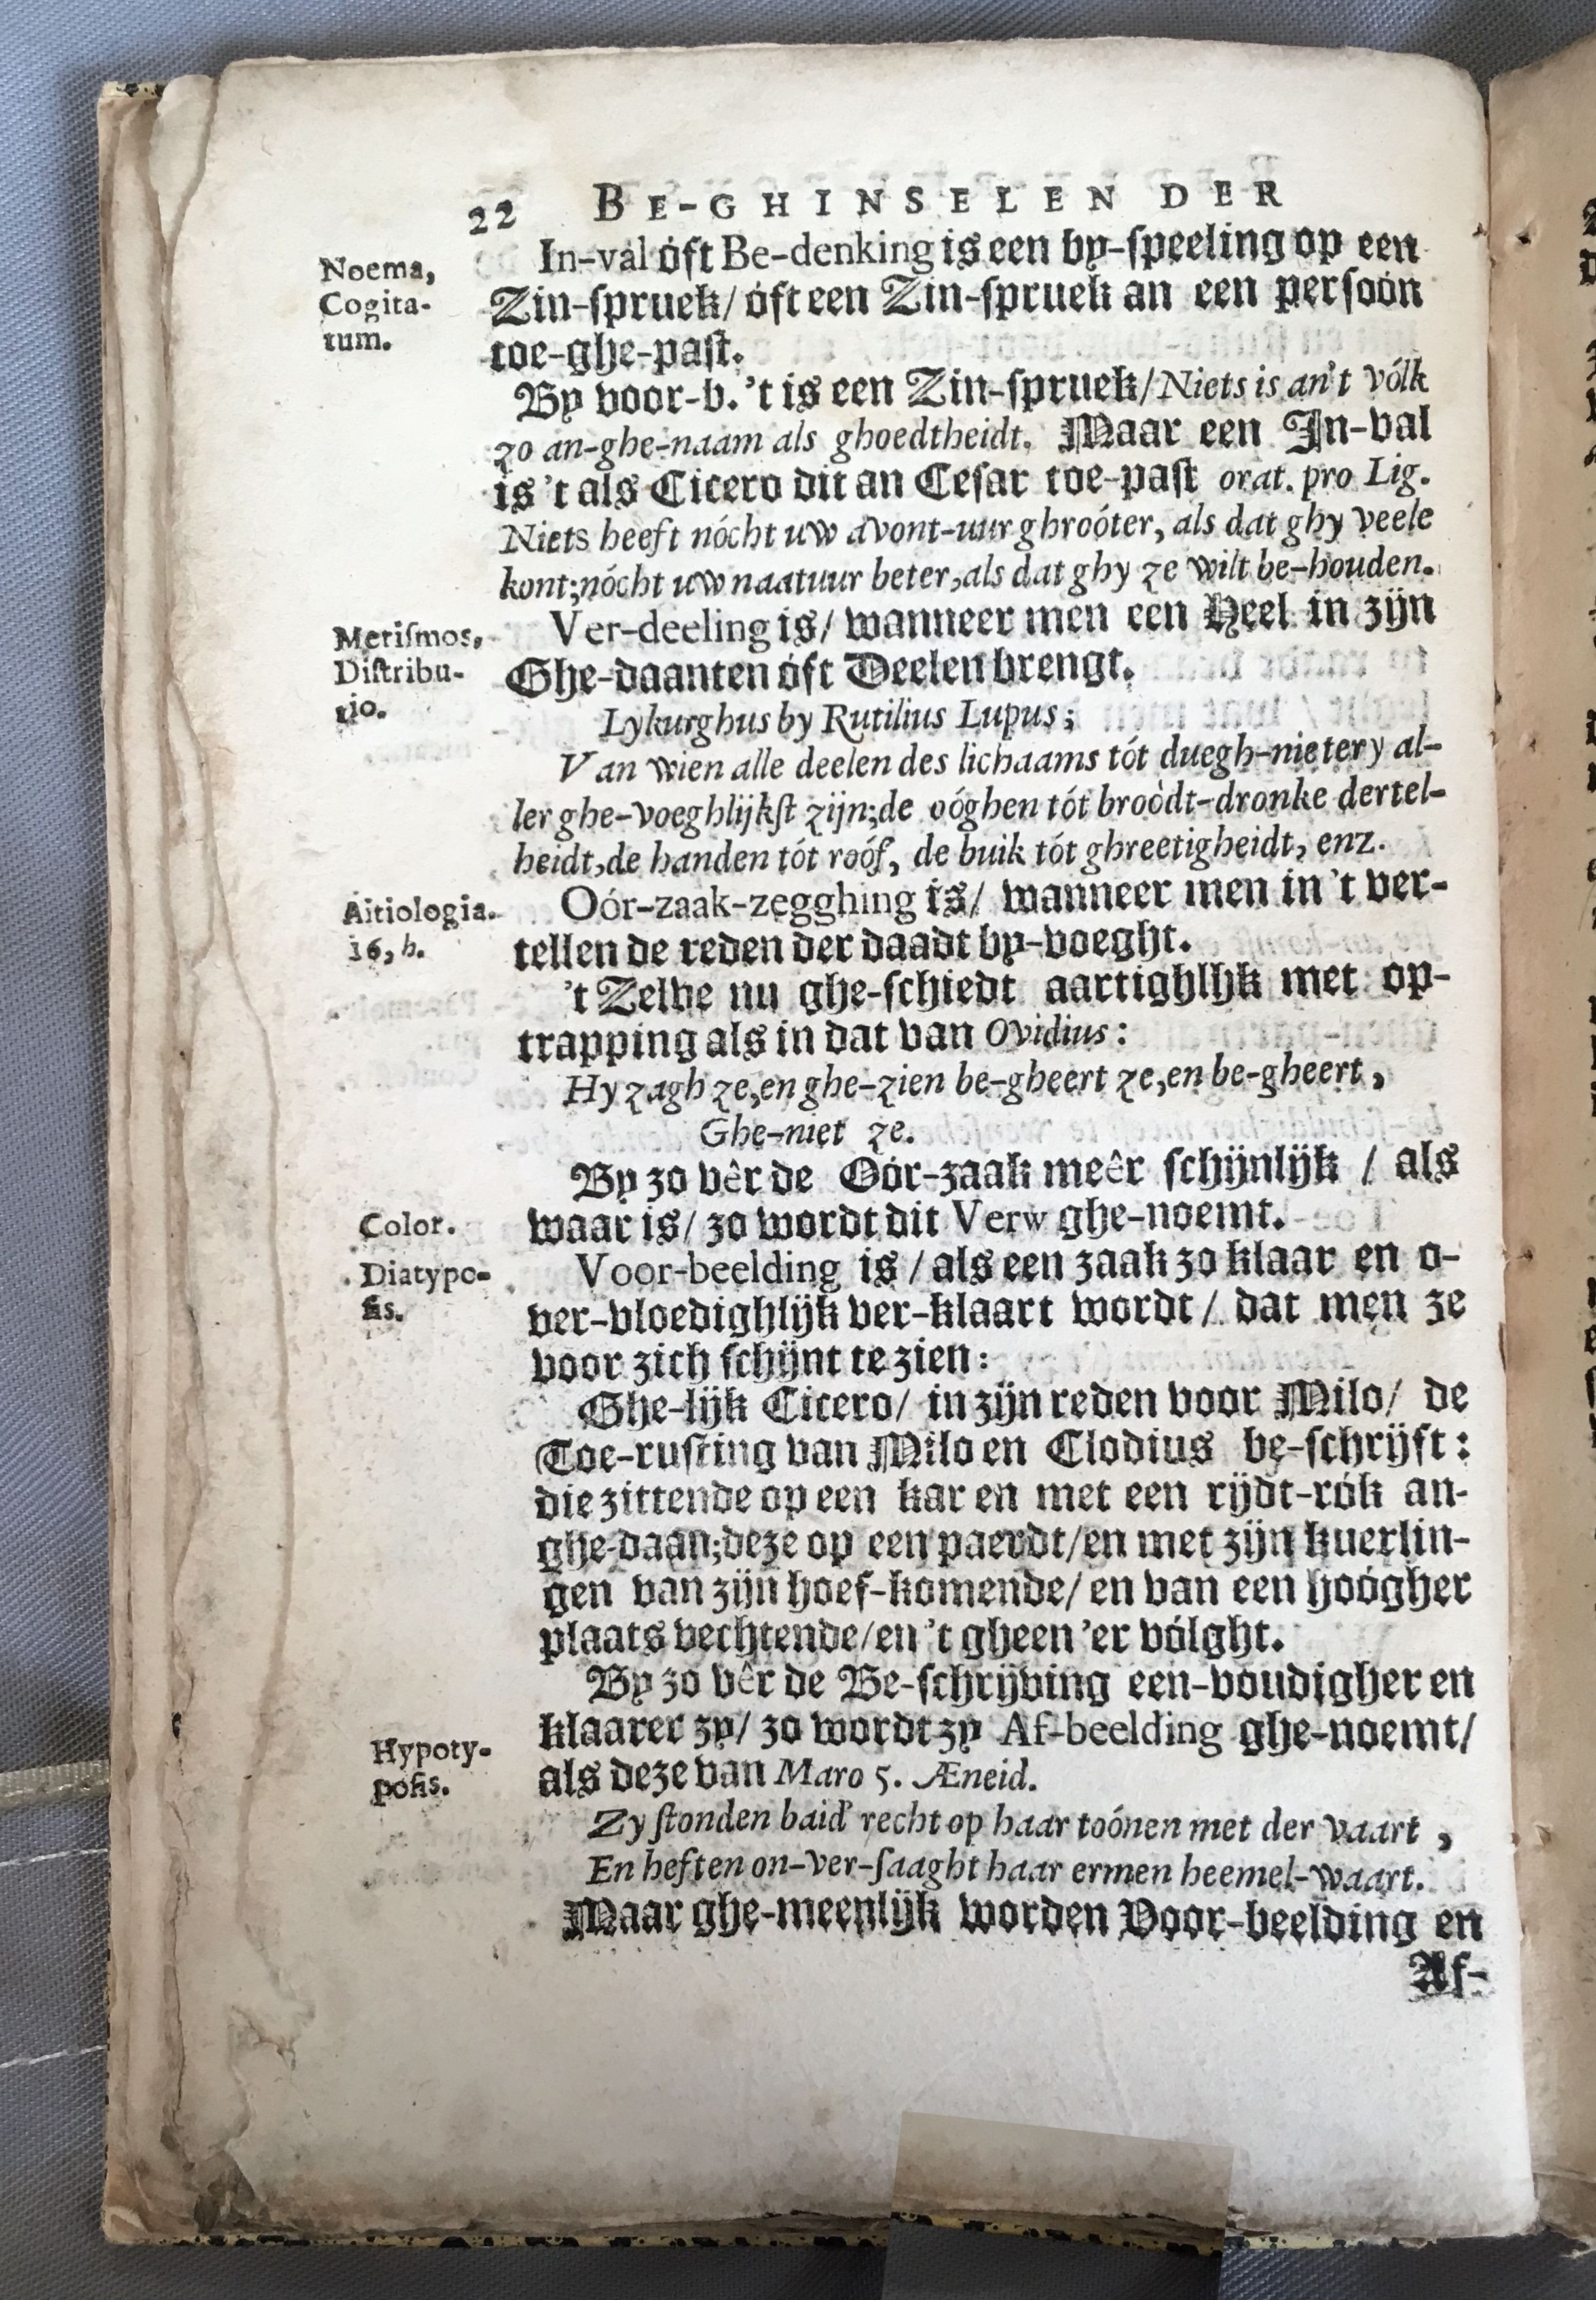 22 BE-GHINSELEN DER
Noema,
Cogita-
tum.
In-val óft Be-denking is een by-speeling op een
Zin-spruek/ óft een Zin-spruek an een persoón
toe-ghe-past.
By voor-b. 't is een Zin-spruek/ Niets is an't vólk
zo an-ghe-naam als ghoedtheidt. Maar een In-val
is 't als Cicero dit an Cesar toe-past orat. pro Lig.
Niets heeft nócht uw avont-uur ghroóter, als dat ghy veele
kont; nócht uw naatuur beter, als dat ghy ze wilt be-houden.
Merismos,
Distribu-
tio.
Ver-deeling is/ wanneer men een Heel in zijn
Ghe-daanten óft Deelen brengt.
Lykurghus by Rutilius Lupus;
Van wien alle deelen des lichaams tót duegh-nietery al-
ler ghe-voeghlijkst zijn; de oóghen tót broòdt-dronke dertel-
heidt, de handen tót roóf, de buik tót ghreetigheidt, enz.
Aitiologia.
16, h.
Oór-zaak-zegghing is/ wanneer men in 't ver-
tellen de reden der daadt by-voeght.
't Zelve nu ghe-schiedt aartighlijk met op-
trapping als in dat van Ovidius:
Hy zagh ze, en ghe-zien be-gheert ze, en be-gheert,
Ghe-niet ze.
By zo vêr de Oór-zaak meêr schijnlijk / als
Color.
waar is/ zo wordt dit Verw ghe-noemt.
Diatypo-
sis.
Voor-beelding is / als een zaak zo klaar en o-
ver-vloedighlijk ver-klaart wordt/ dat men ze
voor zich schijnt te zien:
Ghe-lijk Cicero/ in zijn reden voor Milo/ de
Toe-rusting van Milo en Clodius be-schrijft:
die zittende op een kar en met een rijdt-rók an-
ghe-daan; deze op een paerdt/ en met zijn kuerlin-
gen van zijn hoef-komende/ en van een hoógher
plaats vechtende/ en 't gheen 'er vólght.
By zo vêr de Be-schrijving een-voudigher en
klaarer zy/ zo wordt zy Af-beelding ghe-noemt/
Hypoty-
posis.
als deze van Maro 5. Æneid.
Zy stonden baid' recht op haar toónen met der vaart,
En heften on-ver-saaght haar ermen heemel-waart.
Maar ghe-meenlijk worden Voor-beelding en
Af-